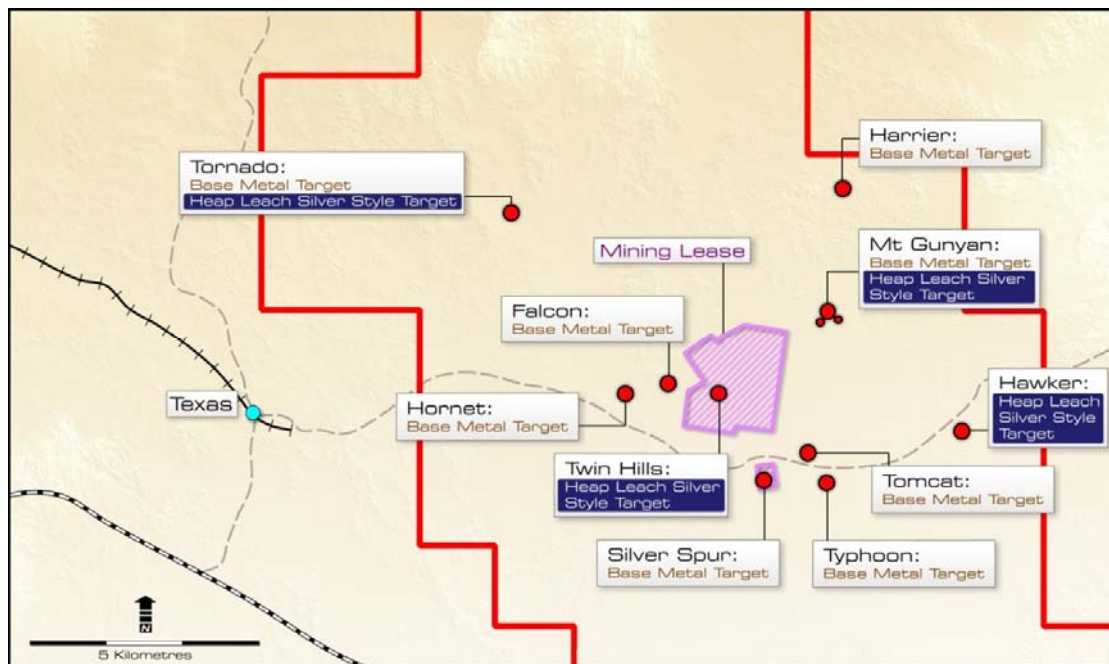 Harrier:
Base Metal Target
Tornado:
Base Metal Target
Heap Leach Silver Style Target
Mining Lease
Mt Gunyan:
Base Metal Target
Heap Leach Silver
Style Target
Falcon:
Base Metal Target
Texas
Hornet:
Base Metal Target
Hawker:
Heap Leach
Silver Style
Target
Twin Hills:
Heap Leach Silver
Style Target
Tomcat:
Base Metal Target
Silver Spur:
Base Metal Target
Typhoon:
Base Metal Target
N
5 Kilometres